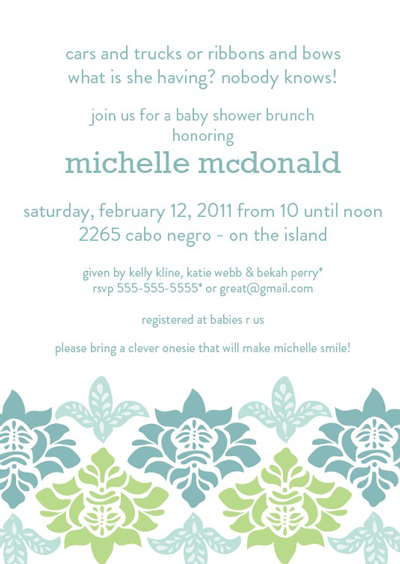 cars and trucks or ribbons and bows
what is she having? nobody knows!
join us for a baby shower brunch
honoring
michelle mcdonald
saturday, february 12, 2011 from 10 until noon
2265 cabo negro - on the island
given by kelly kline, katie webb & bekah perry*
rsvp 555-555-5555* or great@gmail.com
registered at babies r us
please bring a clever onesie that will make michelle smile!